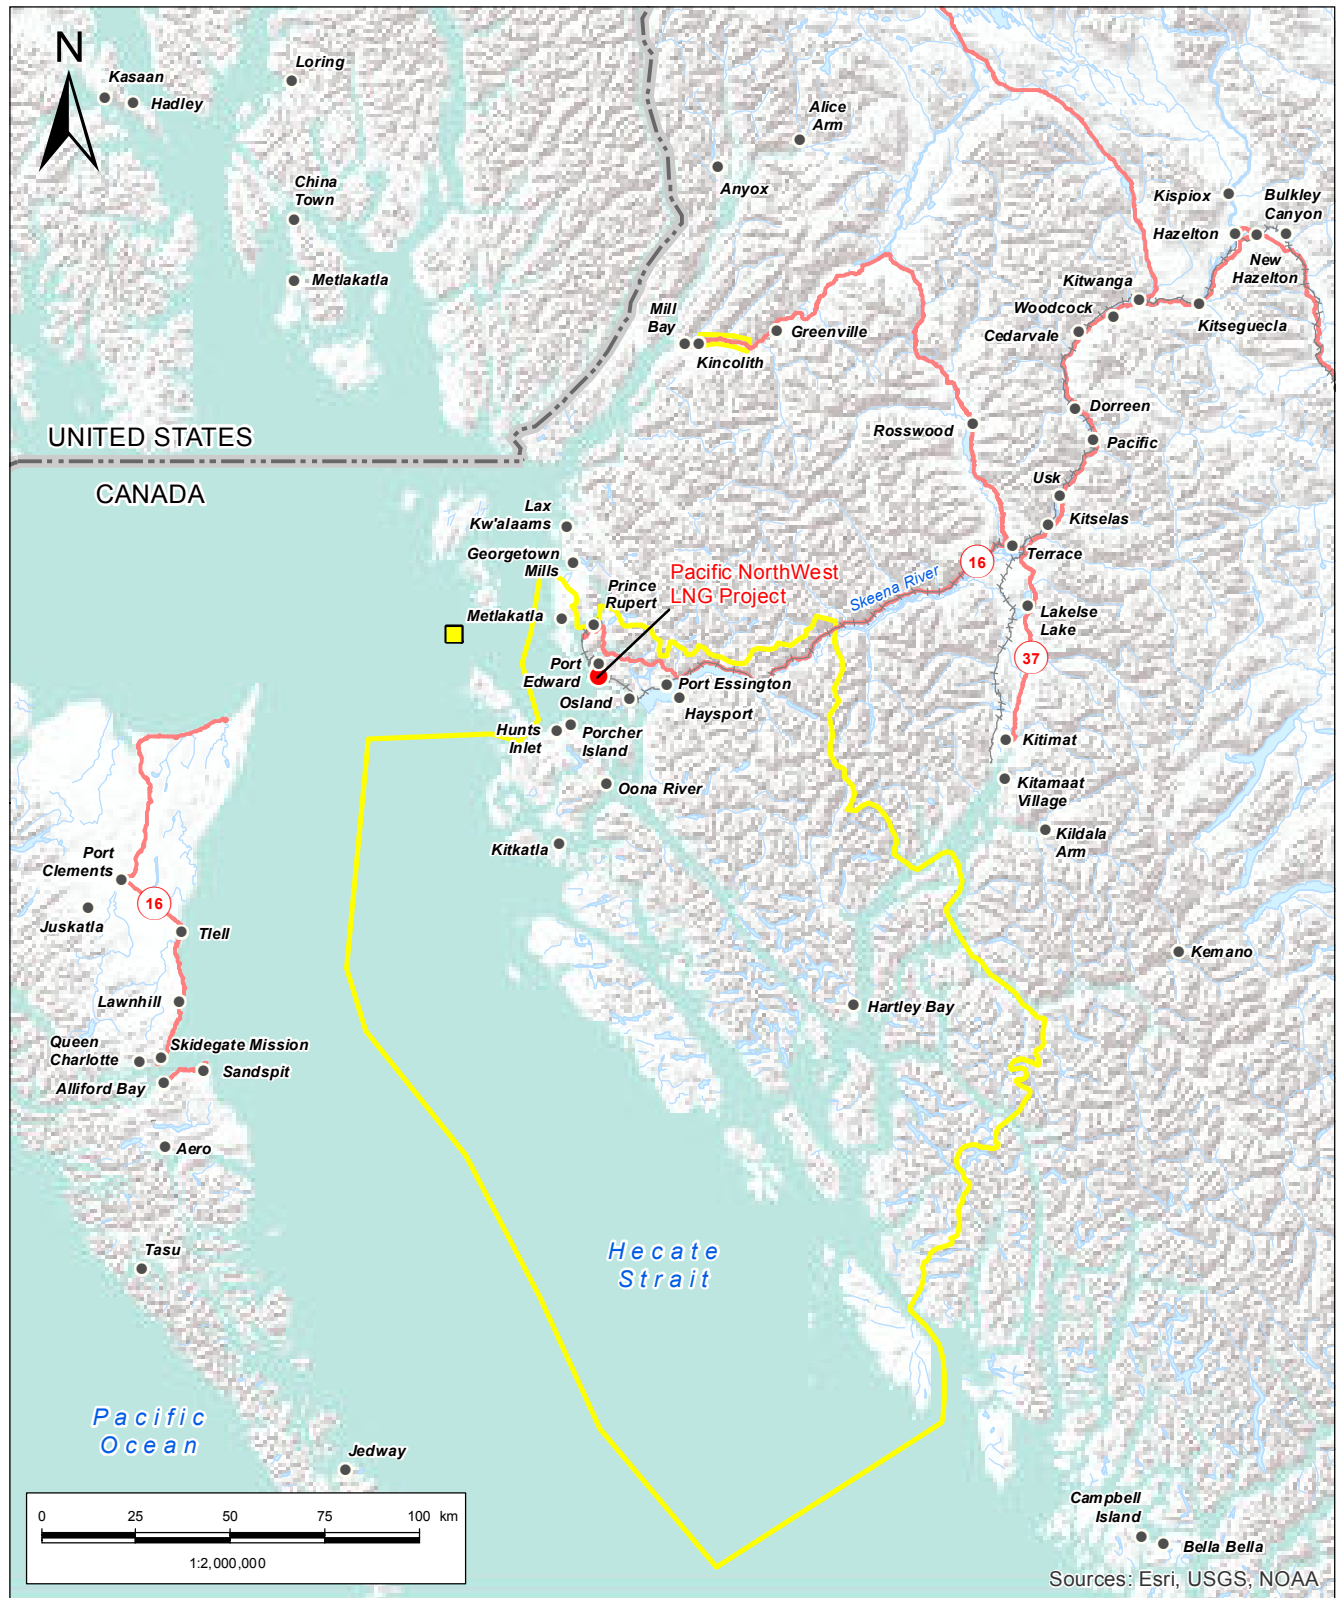 N
Kasaan
Hadley
Loring
China
Town
Metlakatla
Alice
Arm
Anyox
Kispiox
Bulkley
Canyon
Hazelton
New
Hazelton
Kitwanga
Woodcock
Cedarvale
Kitseguecla
Mill
Bay
Kincolith
Greenville
Dorreen
Pacific
Rosswood
Usk
Kitselas
Terrace
UNITED STATES
CANADA
Lax
Kw'alaams
Georgetown
Mills
Prince
Rupert
Pacific NorthWest
LNG Project
Skeena River
16
Metlakatla
Lakelse
Lake
37
Port
Edward
Port Essington
Osland
Haysport
Hunts
Inlet
Porcher
Island
Kitimat
Oona River
Kitamaat
Village
Kitkatla
Kildala
Arm
Port
Clements
16
Juskatla
Tlell
Kemano
Lawnhill
Hartley Bay
Queen
Charlotte
Skidegate Mission
Alliford Bay
Sandspit
Aero
Tasu
Hecate
Strait
Pacific
Ocean
Jedway
Campbell
Island
Bella Bella
0 25 50 75 100 km
1:2,000,000
Sources: Esri, USGS, NOAA